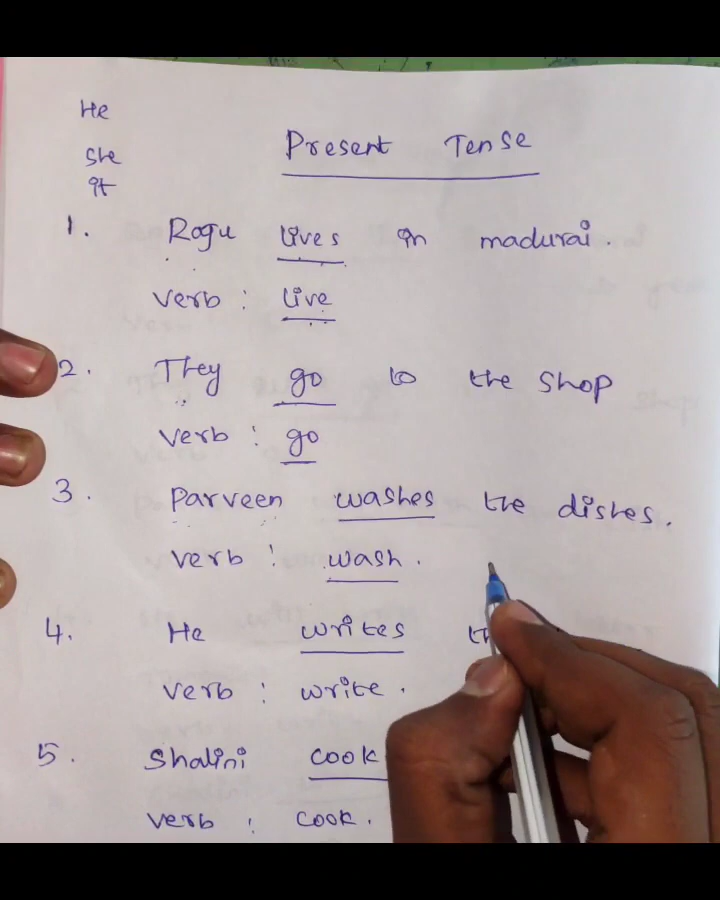 He
She
It
Present Tense
1. Ragu lives in madurai.
verb : live
2. They go to the shop
verb : go
3. Parveen washes the dishes.
verb : wash.
4. He writes
verb : write.
5. Shalini cook
verb : cook.